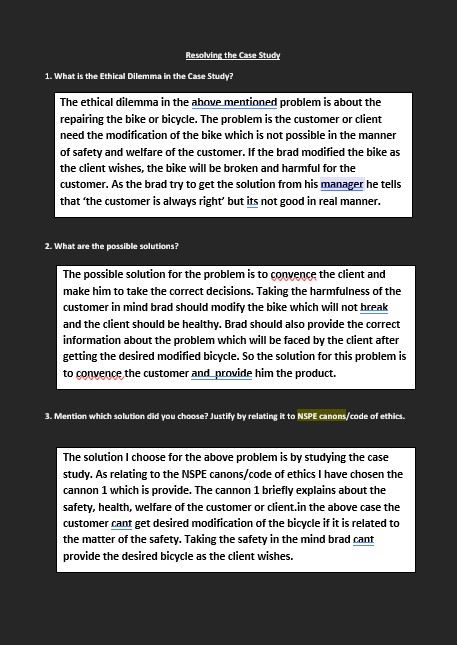 Resolving the Case Study
1. What is the Ethical Dilemma in the Case Study?
The ethical dilemma in the above mentioned problem is about the
repairing the bike or bicycle. The problem is the customer or client
need the modification of the bike which is not possible in the manner
of safety and welfare of the customer. If the brad modified the bike as
the client wishes, the bike will be broken and harmful for the
customer. As the brad try to get the solution from his manager he tells
that ‘the customer is always right’ but its not good in real manner.
2. What are the possible solutions?
The possible solution for the problem is to convence the client and
make him to take the correct decisions. Taking the harmfulness of the
customer in mind brad should modify the bike which will not break
and the client should be healthy. Brad should also provide the correct
information about the problem which will be faced by the client after
getting the desired modified bicycle. So the solution for this problem is
to convence the customer and provide him the product.
3. Mention which solution did you choose? Justify by relating it to NSPE canons/code of ethics.
The solution I choose for the above problem is by studying the case
study. As relating to the NSPE canons/code of ethics I have chosen the
cannon 1 which is provide. The cannon 1 briefly explains about the
safety, health, welfare of the customer or client.in the above case the
customer cant get desired modification of the bicycle if it is related to
the matter of the safety. Taking the safety in the mind brad cant
provide the desired bicycle as the client wishes.